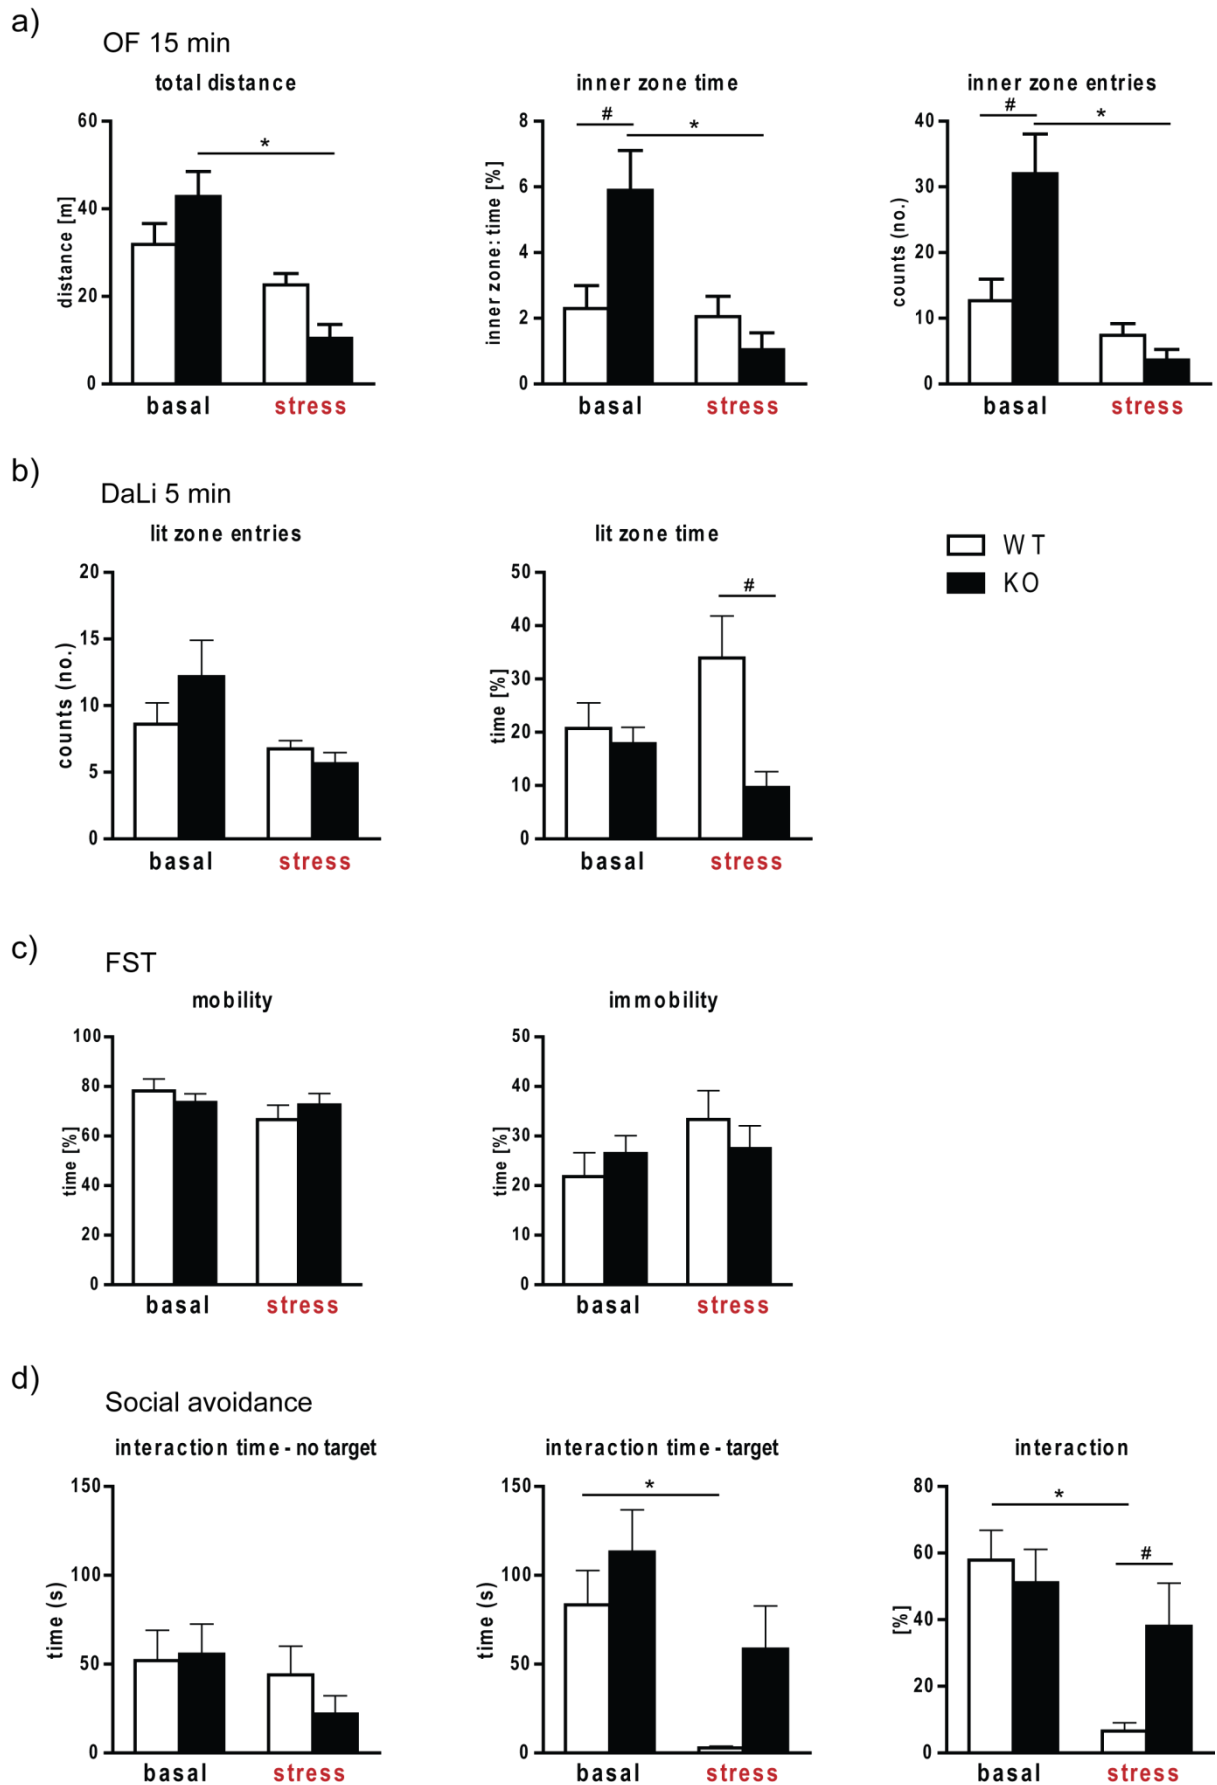 a)
OF 15 min
total distance
inner zone time
inner zone entries
distance [m]
60
40
20
0
*
basal
stress
inner zone: time [%]
8
6
4
2
0
#
*
basal
stress
counts (no.)
40
30
20
10
0
#
*
basal
stress
b)
DaLi 5 min
lit zone entries
lit zone time
counts (no.)
20
15
10
5
0
basal
stress
time [%]
50
40
30
20
10
0
#
basal
stress
WT
KO
c)
FST
mobility
immobility
time [%]
100
80
60
40
20
0
basal
stress
time [%]
50
40
30
20
10
0
basal
stress
d)
Social avoidance
interaction time - no target
interaction time - target
interaction
time (s)
150
100
50
0
basal
stress
time (s)
150
100
50
0
*
basal
stress
[%]
80
60
40
20
0
*
#
basal
stress